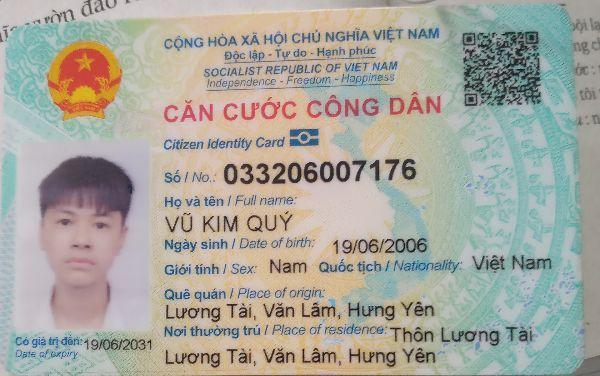 CỘNG HÒA XÃ HỘI CHỦ NGHĨA VIỆT NAM
Độc lập - Tự do - Hạnh phúc
SOCIALIST REPUBLIC OF VIET NAM
Independence - Freedom - Happiness
CĂN CƯỚC CÔNG DÂN
Citizen Identity Card
Số / No.: 033206007176
Họ và tên / Full name:
VŨ KIM QUÝ
Ngày sinh / Date of birth: 19/06/2006
Giới tính / Sex: Nam Quốc tịch / Nationality: Việt Nam
Quê quán / Place of origin:
Lương Tài, Văn Lâm, Hưng Yên
Nơi thường trú / Place of residence: Thôn Lương Tài
Lương Tài, Văn Lâm, Hưng Yên
Có giá trị đến: 19/06/2031
Date of expiry